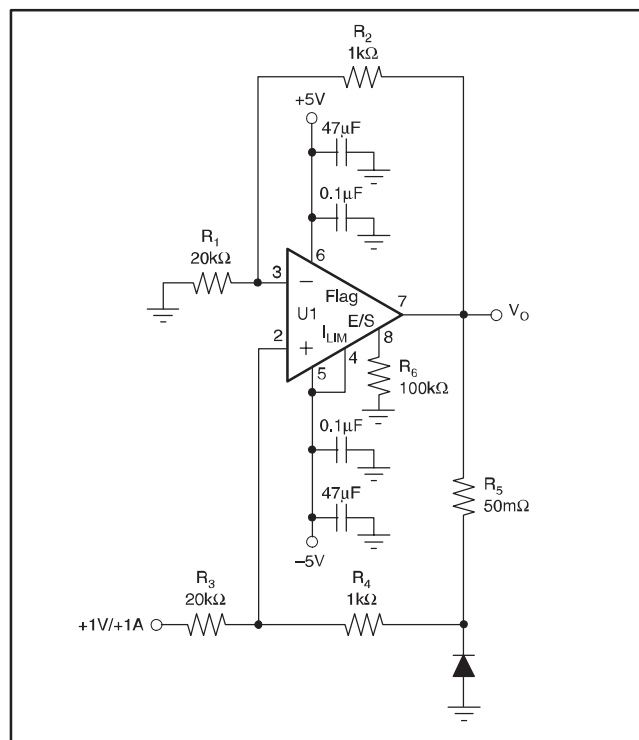 R2
1kΩ
+5V
47µF
0.1µF
R1
20kΩ
6
3
–
Flag
7
U1
E/S
VO
ILIM
8
2
+
4
5
R6
100kΩ
0.1µF
R5
50mΩ
47µF
–5V
R3
20kΩ
R4
1kΩ
+1V/+1A